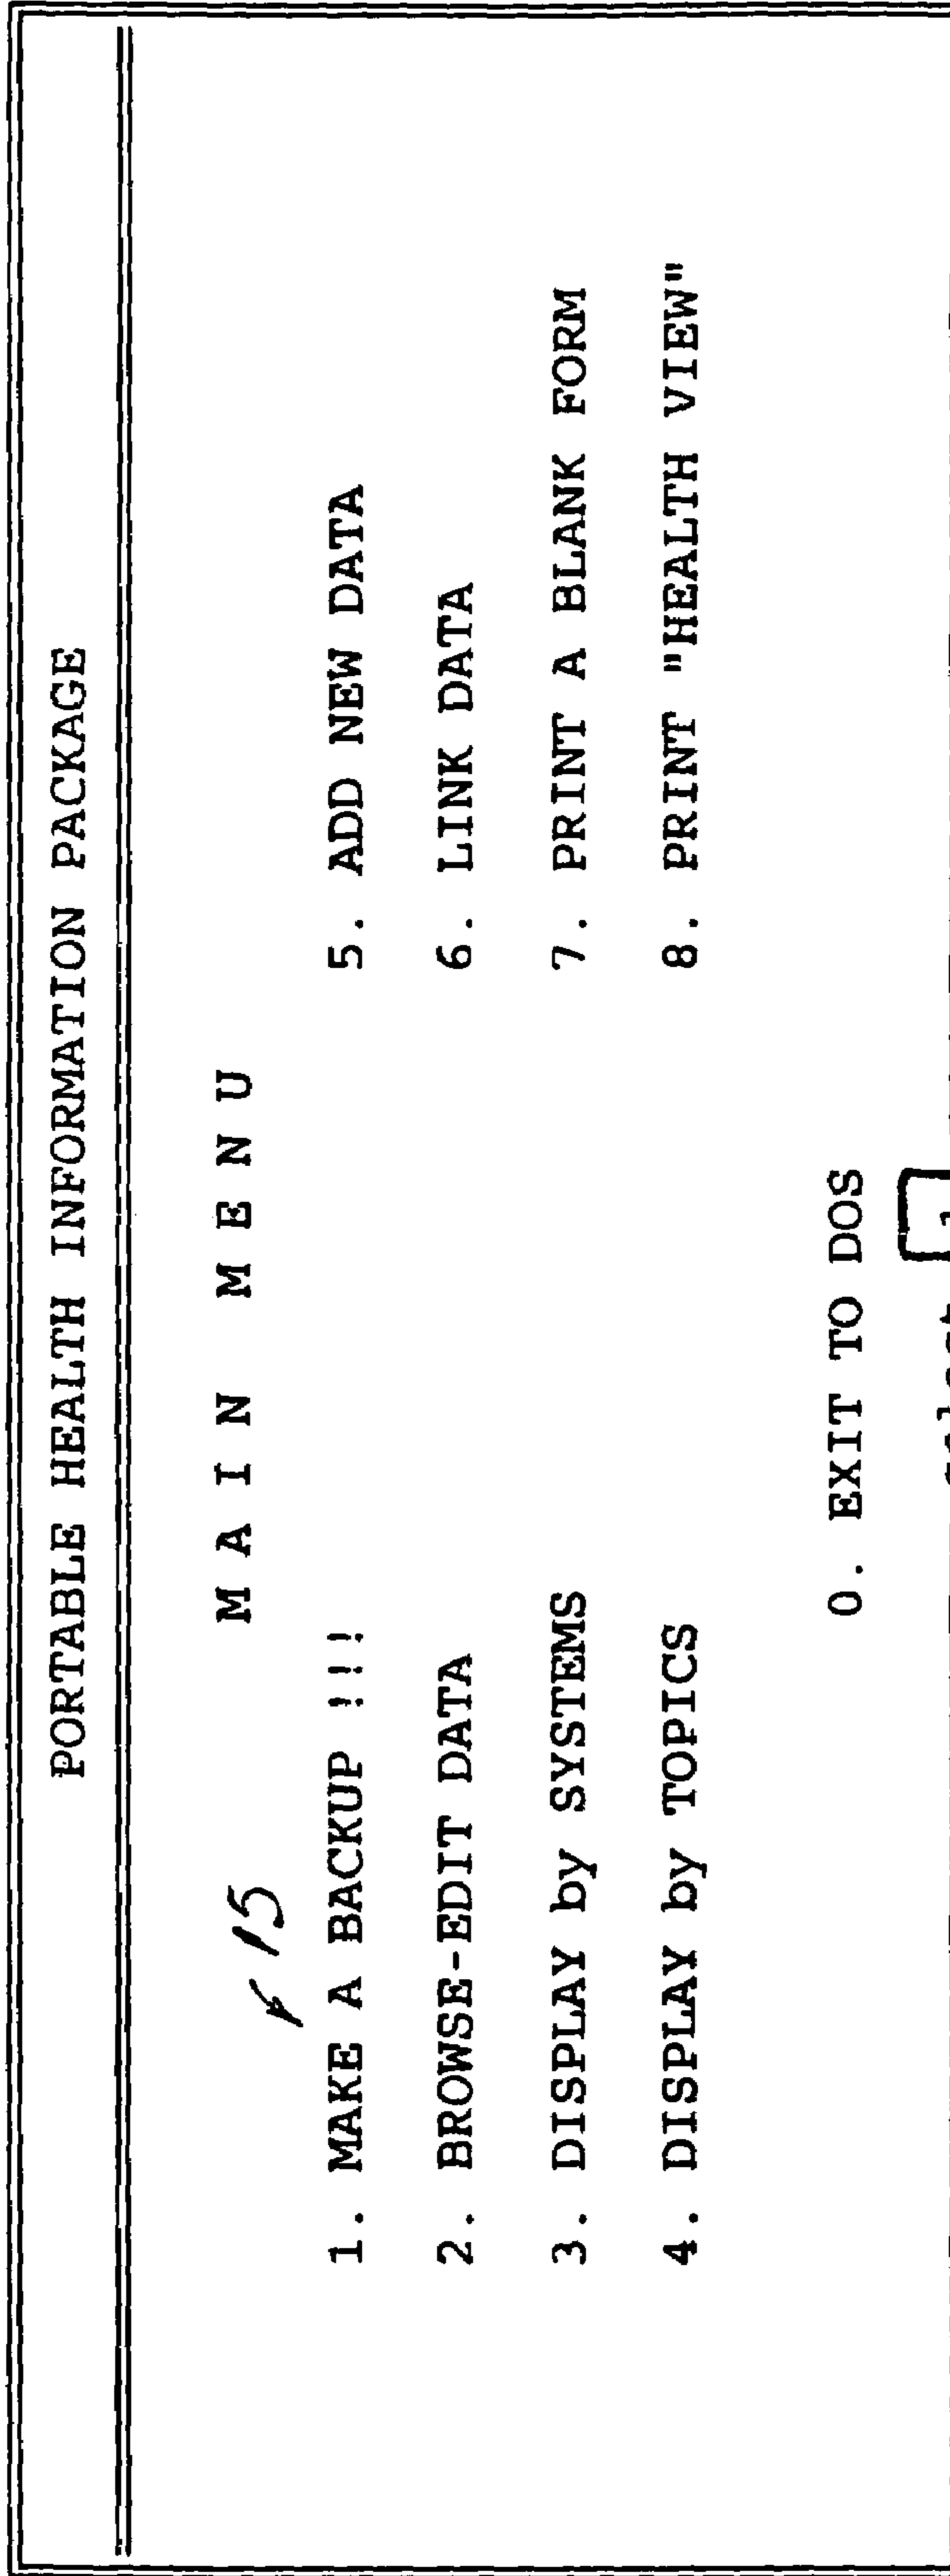 PORTABLE HEALTH INFORMATION PACKAGE
M A I N   M E N U
15
1. MAKE A BACKUP !!!
2. BROWSE-EDIT DATA
3. DISPLAY by SYSTEMS
4. DISPLAY by TOPICS
5. ADD NEW DATA
6. LINK DATA
7. PRINT A BLANK FORM
8. PRINT "HEALTH VIEW"
0. EXIT TO DOS